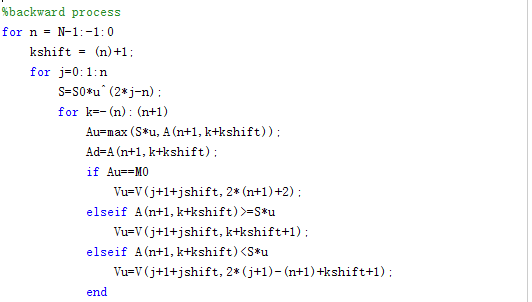 %backward process
for n = N-1:-1:0
    kshift = (n)+1;
    for j=0:1:n
        S=S0*u^(2*j-n);
        for k=-(n):(n+1)
            Au=max(S*u,A(n+1,k+kshift));
            Ad=A(n+1,k+kshift);
            if Au==M0
                Vu=V(j+1+jshift,2*(n+1)+2);
            elseif A(n+1,k+kshift)>=S*u
                Vu=V(j+1+jshift,k+kshift+1);
            elseif A(n+1,k+kshift)<S*u
                Vu=V(j+1+jshift,2*(j+1)-(n+1)+kshift+1);
            end